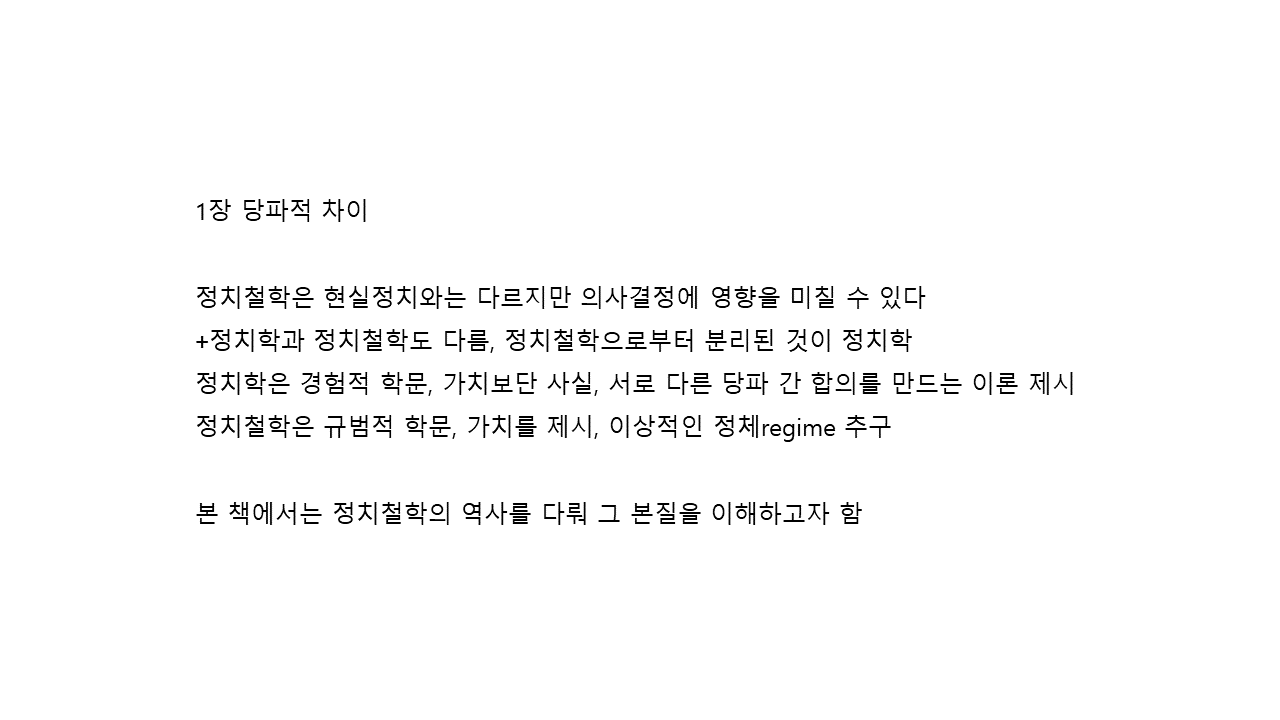 1장 당파적 차이
정치철학은 현실정치와는 다르지만 의사결정에 영향을 미칠 수 있다
+정치학과 정치철학도 다름, 정치철학으로부터 분리된 것이 정치학
정치학은 경험적 학문, 가치보단 사실, 서로 다른 당파 간 합의를 만드는 이론 제시
정치철학은 규범적 학문, 가치를 제시, 이상적인 정체regime 추구
본 책에서는 정치철학의 역사를 다뤄 그 본질을 이해하고자 함